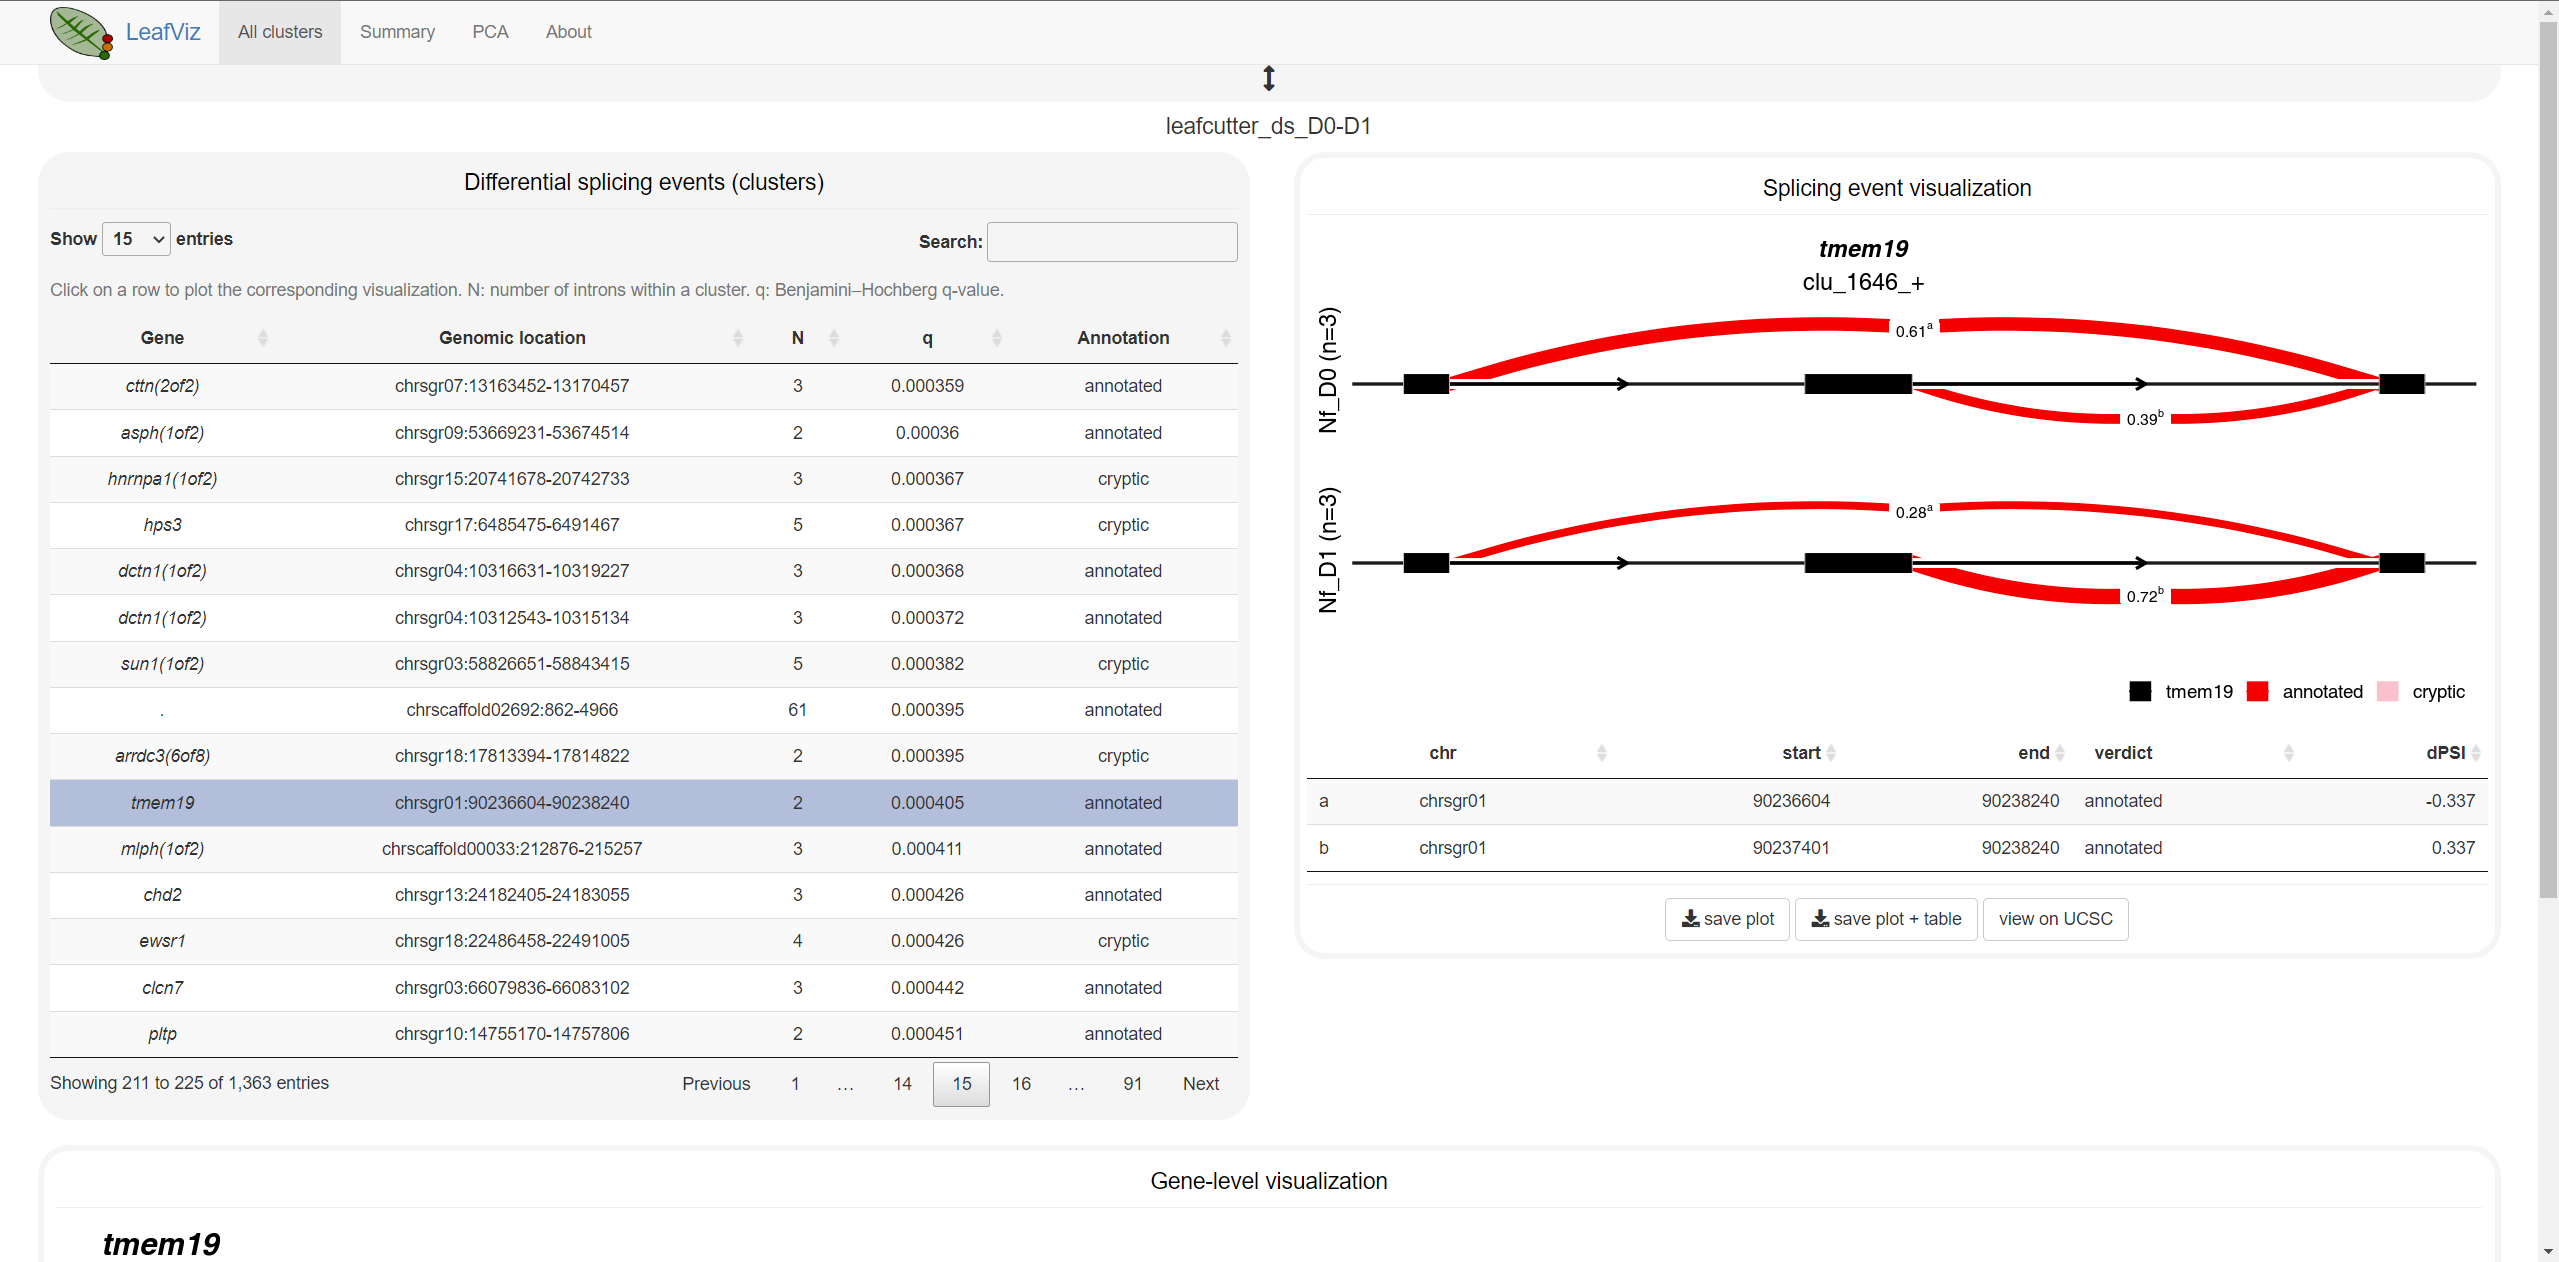 LeafViz All clusters Summary PCA About
leafcutter_ds_D0-D1
Differential splicing events (clusters)
Show 15 entries Search:
Click on a row to plot the corresponding visualization. N: number of introns within a cluster. q: Benjamini–Hochberg q-value.
Gene Genomic location N q Annotation
cttn(2of2) chrsgr07:13163452-13170457 3 0.000359 annotated
asph(1of2) chrsgr09:53669231-53674514 2 0.00036 annotated
hnrnpa1(1of2) chrsgr15:20741678-20742733 3 0.000367 cryptic
hps3 chrsgr17:6485475-6491467 5 0.000367 cryptic
dctn1(1of2) chrsgr04:10316631-10319227 3 0.000368 annotated
dctn1(1of2) chrsgr04:10312543-10315134 3 0.000372 annotated
sun1(1of2) chrsgr03:58826651-58843415 5 0.000382 cryptic
. chrscaffold02692:862-4966 61 0.000395 annotated
arrdc3(6of8) chrsgr18:17813394-17814822 2 0.000395 cryptic
tmem19 chrsgr01:90236604-90238240 2 0.000405 annotated
mlph(1of2) chrscaffold00033:212876-215257 3 0.000411 annotated
chd2 chrsgr13:24182405-24183055 3 0.000426 annotated
ewsr1 chrsgr18:22486458-22491005 4 0.000426 cryptic
clcn7 chrsgr03:66079836-66083102 3 0.000442 annotated
pltp chrsgr10:14755170-14757806 2 0.000451 annotated
Showing 211 to 225 of 1,363 entries Previous 1 … 14 15 16 … 91 Next
Splicing event visualization
tmem19
clu_1646_+
Nf_D0 (n=3)
0.61a
0.39b
Nf_D1 (n=3)
0.28a
0.72b
tmem19 annotated cryptic
chr start end verdict dPSI
a chrsgr01 90236604 90238240 annotated -0.337
b chrsgr01 90237401 90238240 annotated 0.337
save plot save plot + table view on UCSC
Gene-level visualization
tmem19